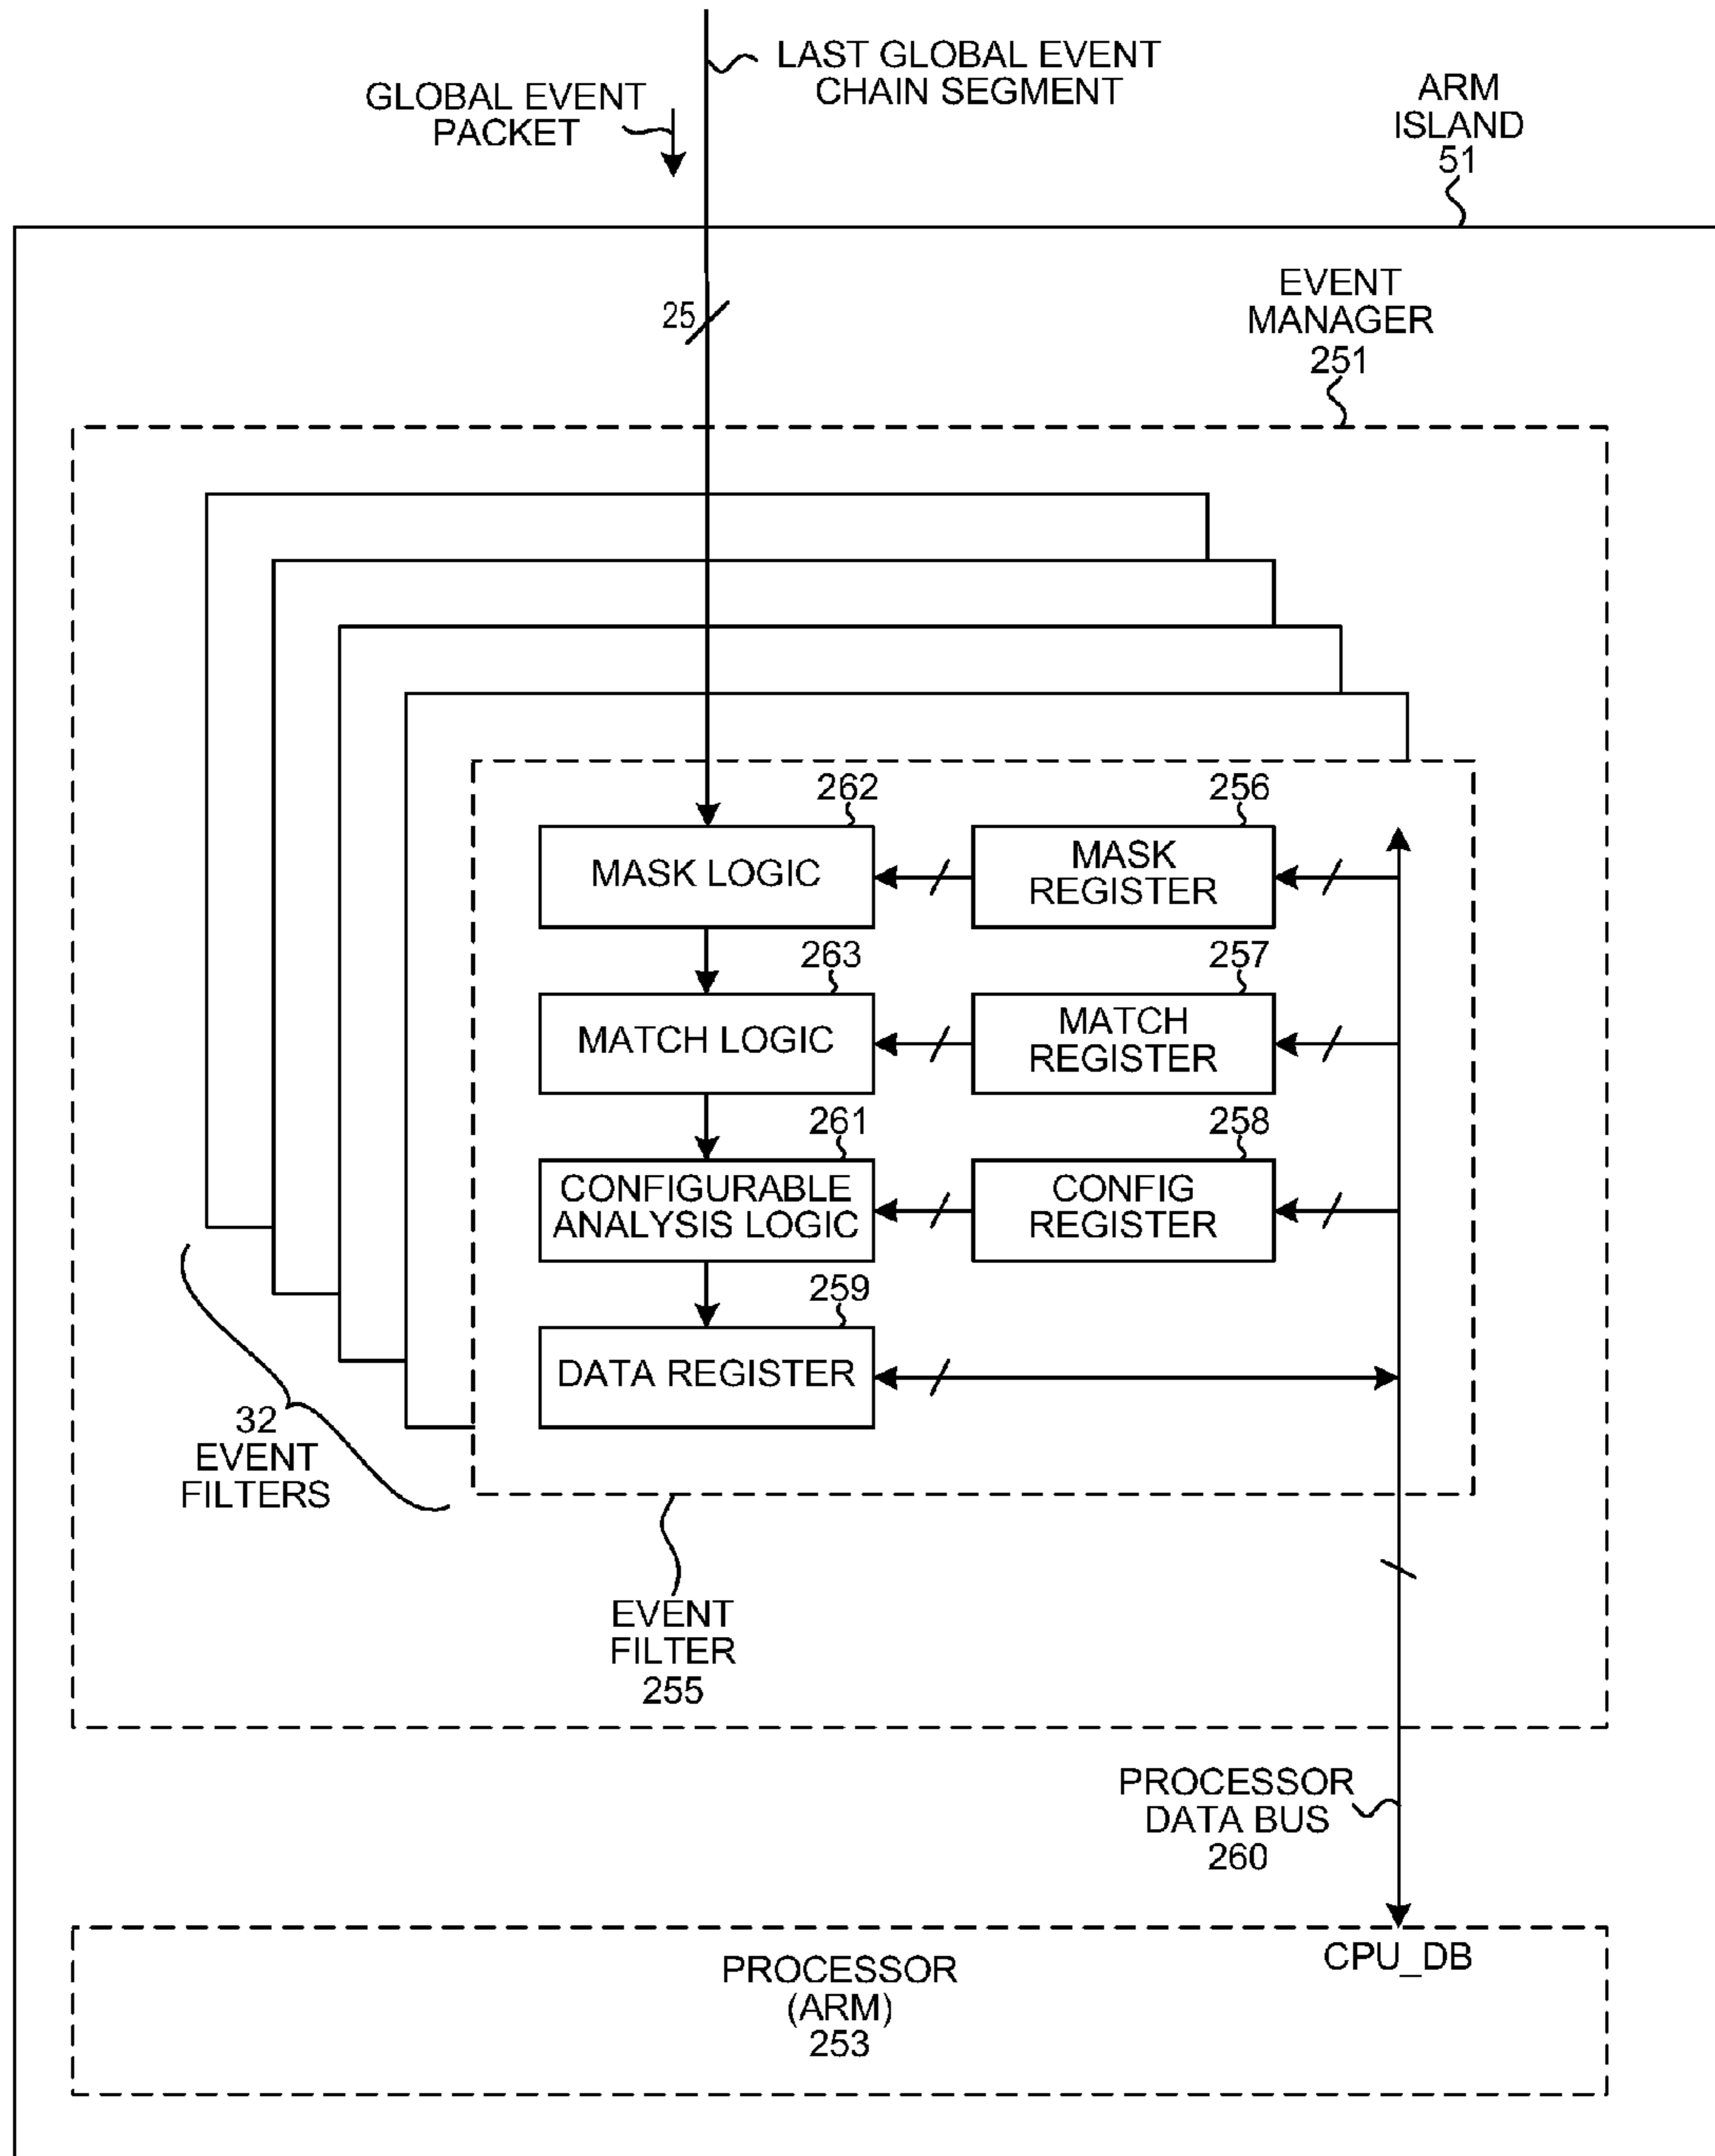 LAST GLOBAL EVENT
CHAIN SEGMENT
GLOBAL EVENT
PACKET
ARM
ISLAND
51
25
EVENT
MANAGER
251
262
256
MASK LOGIC
MASK
REGISTER
263
257
MATCH LOGIC
MATCH
REGISTER
261
258
CONFIGURABLE
ANALYSIS LOGIC
CONFIG
REGISTER
259
DATA REGISTER
32
EVENT
FILTERS
EVENT
FILTER
255
PROCESSOR
DATA BUS
260
CPU_DB
PROCESSOR
(ARM)
253